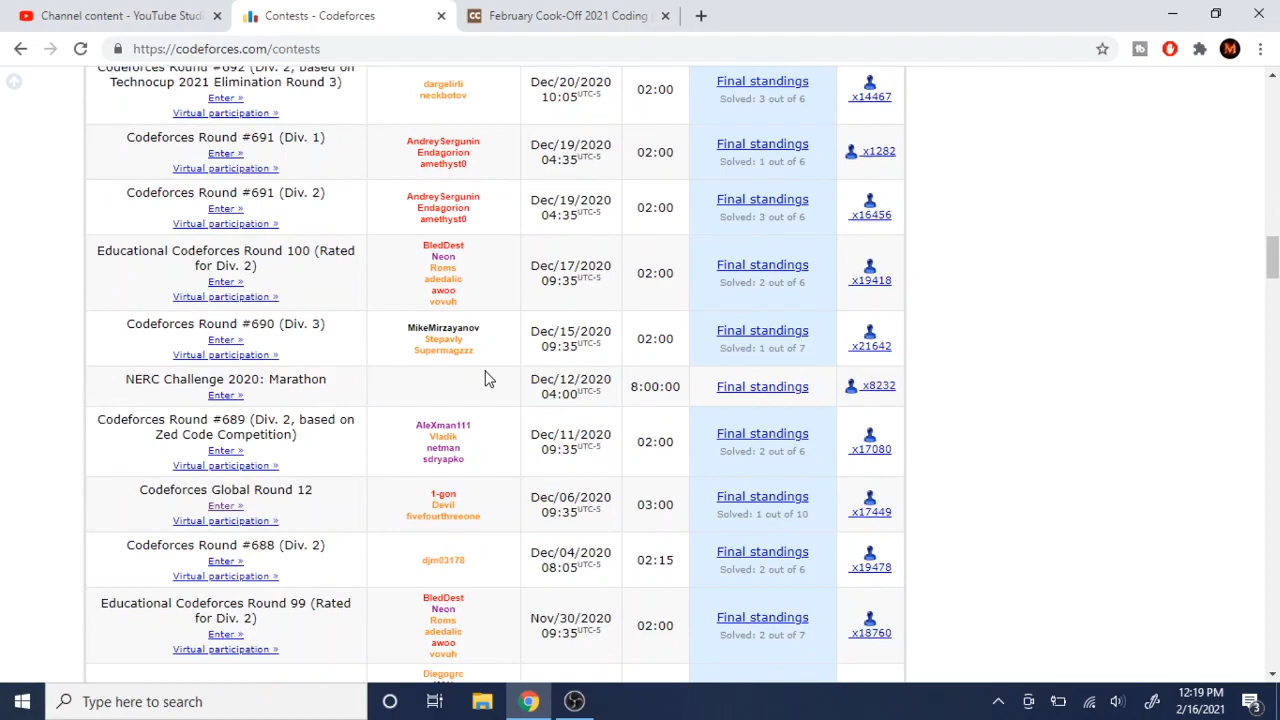 Channel content - YouTube Studi
Contests - Codeforces
February Cook-Off 2021 Coding
https://codeforces.com/contests
Codeforces Round #692 (Div. 2, based on
Technocup 2021 Elimination Round 3)
Enter »
Virtual participation »
dargelirli
neckbotov
Dec/20/2020
10:05UTC-5
02:00
Final standings
Solved: 3 out of 6
x14467
Codeforces Round #691 (Div. 1)
Enter »
Virtual participation »
AndreySergunin
Endagorion
amethyst0
Dec/19/2020
04:35UTC-5
02:00
Final standings
Solved: 1 out of 6
x1282
Codeforces Round #691 (Div. 2)
Enter »
Virtual participation »
AndreySergunin
Endagorion
amethyst0
Dec/19/2020
04:35UTC-5
02:00
Final standings
Solved: 3 out of 6
x16456
Educational Codeforces Round 100 (Rated
for Div. 2)
Enter »
Virtual participation »
BledDest
Neon
Roms
adedalic
awoo
vovuh
Dec/17/2020
09:35UTC-5
02:00
Final standings
Solved: 2 out of 6
x19418
Codeforces Round #690 (Div. 3)
Enter »
Virtual participation »
MikeMirzayanov
Stepavly
Supermagzzz
Dec/15/2020
09:35UTC-5
02:00
Final standings
Solved: 1 out of 7
x21642
NERC Challenge 2020: Marathon
Enter »
Dec/12/2020
04:00UTC-5
8:00:00
Final standings
x8232
Codeforces Round #689 (Div. 2, based on
Zed Code Competition)
Enter »
Virtual participation »
AleXman111
Vladik
netman
sdryapko
Dec/11/2020
09:35UTC-5
02:00
Final standings
Solved: 2 out of 6
x17080
Codeforces Global Round 12
Enter »
Virtual participation »
1-gon
Devil
fivefourthreeone
Dec/06/2020
09:35UTC-5
03:00
Final standings
Solved: 1 out of 10
x17449
Codeforces Round #688 (Div. 2)
Enter »
Virtual participation »
djm03178
Dec/04/2020
08:05UTC-5
02:15
Final standings
Solved: 2 out of 6
x19478
Educational Codeforces Round 99 (Rated
for Div. 2)
Enter »
Virtual participation »
BledDest
Neon
Roms
adedalic
awoo
vovuh
Nov/30/2020
09:35UTC-5
02:00
Final standings
Solved: 2 out of 7
x18760
Diegogrc
Type here to search
12:19 PM
2/16/2021
3